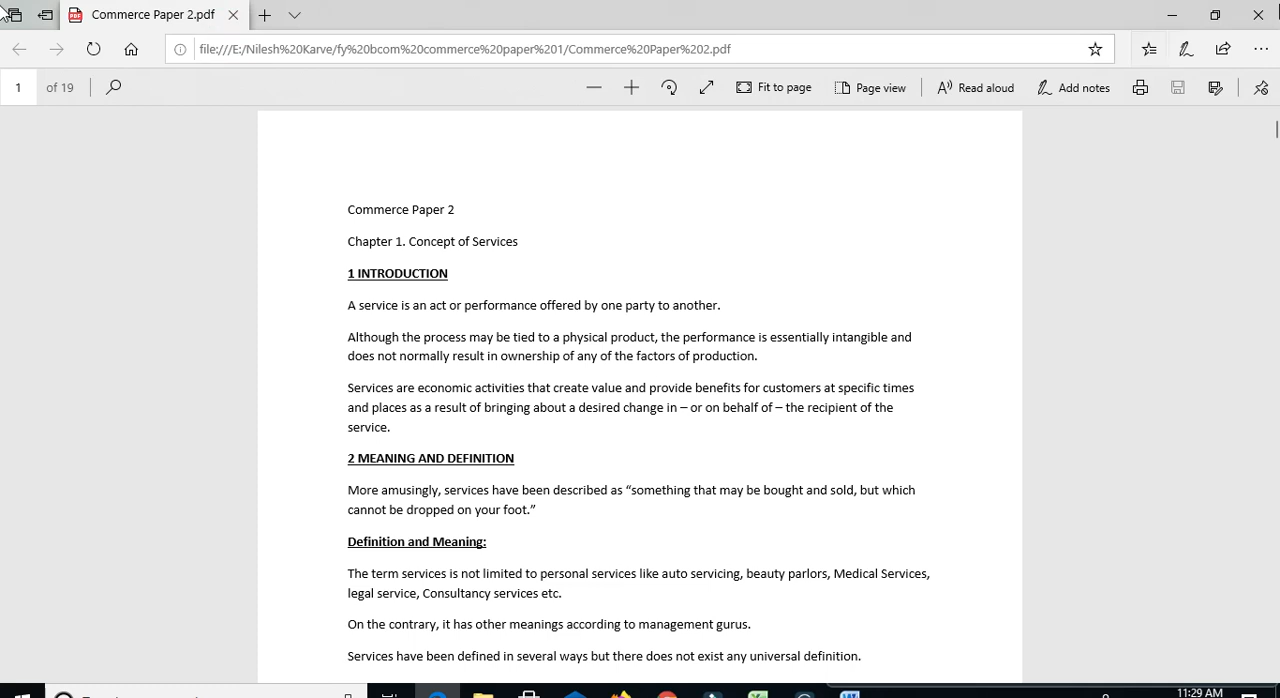 Commerce Paper 2.pdf
file:///E:/Nilesh%20Karve/fy%20bcom%20commerce%20paper%201/Commerce%20Paper%202.pdf
1 of 19 Fit to page Page view Read aloud Add notes
Commerce Paper 2
Chapter 1. Concept of Services
1 INTRODUCTION
A service is an act or performance offered by one party to another.
Although the process may be tied to a physical product, the performance is essentially intangible and
does not normally result in ownership of any of the factors of production.
Services are economic activities that create value and provide benefits for customers at specific times
and places as a result of bringing about a desired change in – or on behalf of – the recipient of the
service.
2 MEANING AND DEFINITION
More amusingly, services have been described as “something that may be bought and sold, but which
cannot be dropped on your foot.”
Definition and Meaning:
The term services is not limited to personal services like auto servicing, beauty parlors, Medical Services,
legal service, Consultancy services etc.
On the contrary, it has other meanings according to management gurus.
Services have been defined in several ways but there does not exist any universal definition.
11:29 AM